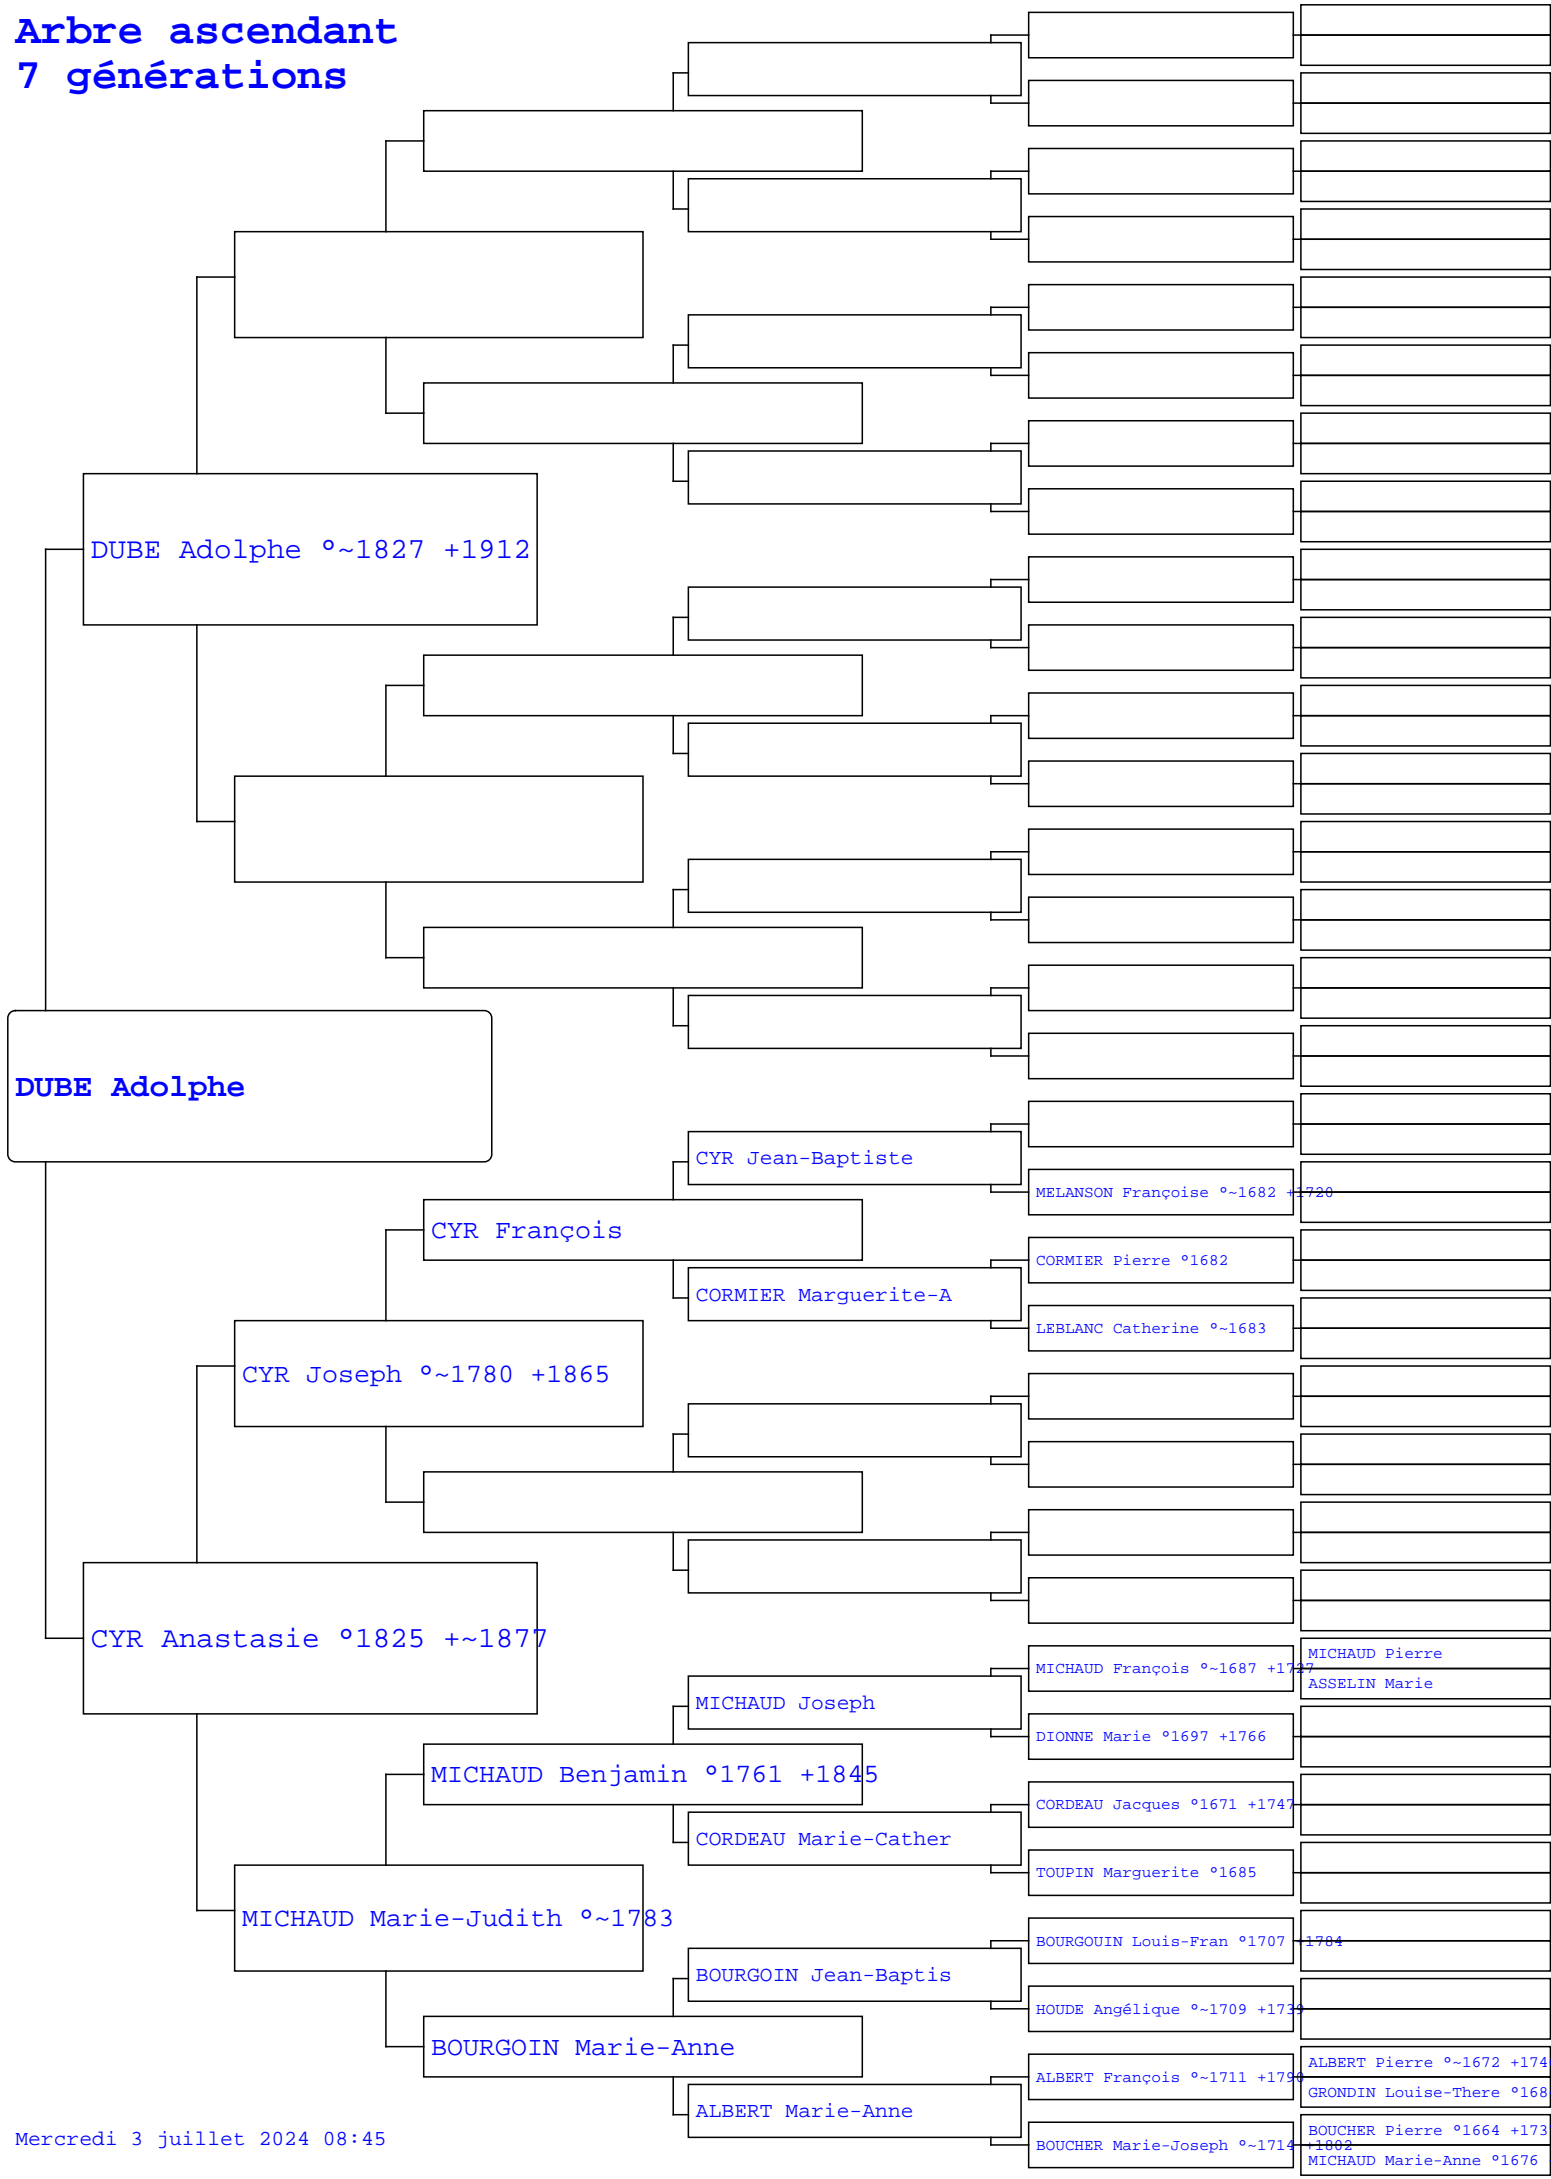 Arbre ascendant
7 générations
DUBE Adolphe °~1827 +1912
DUBE Adolphe
CYR Jean-Baptiste
MELANSON Françoise °~1682 +1720
CYR François
CORMIER Pierre °1682
CORMIER Marguerite-A
LEBLANC Catherine °~1683
CYR Joseph °~1780 +1865
CYR Anastasie °1825 +~1877
MICHAUD Pierre
MICHAUD François °~1687 +1727
ASSELIN Marie
MICHAUD Joseph
DIONNE Marie °1697 +1766
MICHAUD Benjamin °1761 +1845
CORDEAU Jacques °1671 +1747
CORDEAU Marie-Cather
TOUPIN Marguerite °1685
MICHAUD Marie-Judith °~1783
BOURGOUIN Louis-Fran °1707 +1784
BOURGOIN Jean-Baptis
HOUDE Angélique °~1709 +1739
BOURGOIN Marie-Anne
ALBERT Pierre °~1672 +174
ALBERT François °~1711 +1790
GRONDIN Louise-There °168
ALBERT Marie-Anne
BOUCHER Pierre °1664 +173
BOUCHER Marie-Joseph °~1714 +1802
MICHAUD Marie-Anne °1676
Mercredi 3 juillet 2024 08:45